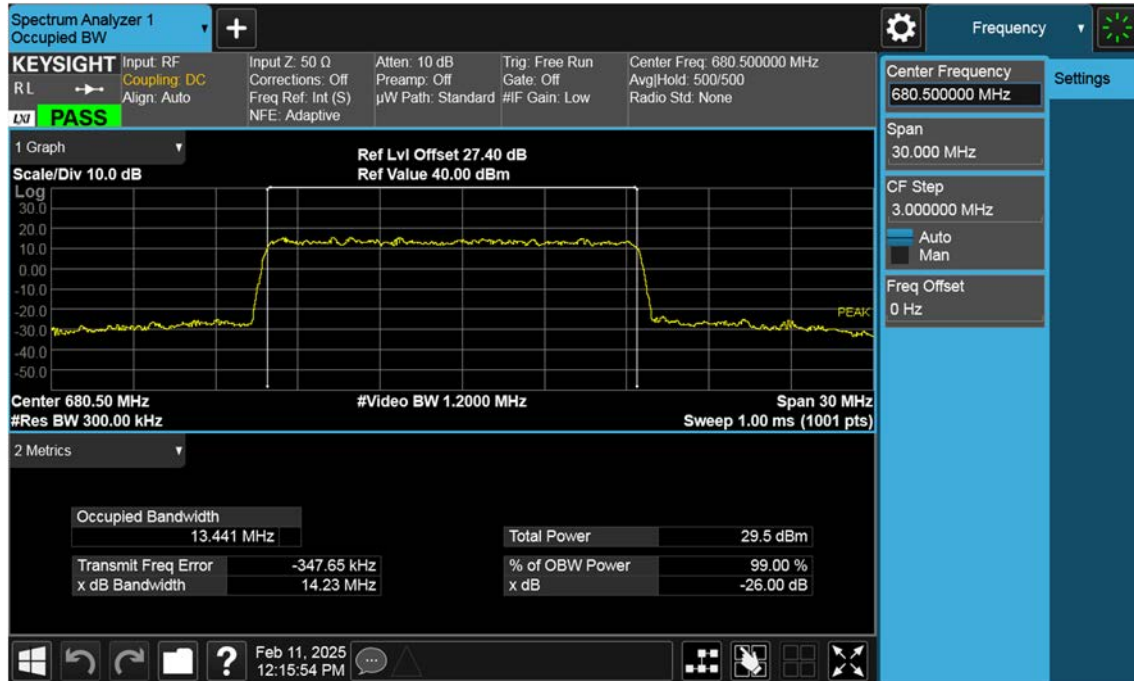 Spectrum Analyzer 1
Occupied BW
Frequency
KEYSIGHT
R L
LXI
PASS
Input: RF
Coupling: DC
Align: Auto
Input Z: 50 Ω
Corrections: Off
Freq Ref: Int (S)
NFE: Adaptive
Atten: 10 dB
Preamp: Off
µW Path: Standard
Trig: Free Run
Gate: Off
#IF Gain: Low
Center Freq: 680.500000 MHz
Avg|Hold: 500/500
Radio Std: None
Center Frequency
680.500000 MHz
Settings
Span
30.000 MHz
CF Step
3.000000 MHz
Auto
Man
Freq Offset
0 Hz
1 Graph
Scale/Div 10.0 dB
Ref Lvl Offset 27.40 dB
Ref Value 40.00 dBm
Log
30.0
20.0
10.0
0.00
-10.0
-20.0
-30.0
-40.0
-50.0
PEAK
Center 680.50 MHz
#Video BW 1.2000 MHz
Span 30 MHz
#Res BW 300.00 kHz
Sweep 1.00 ms (1001 pts)
2 Metrics
Occupied Bandwidth
13.441 MHz
Total Power 29.5 dBm
Transmit Freq Error -347.65 kHz
% of OBW Power 99.00 %
x dB Bandwidth 14.23 MHz
x dB -26.00 dB
?
Feb 11, 2025
12:15:54 PM